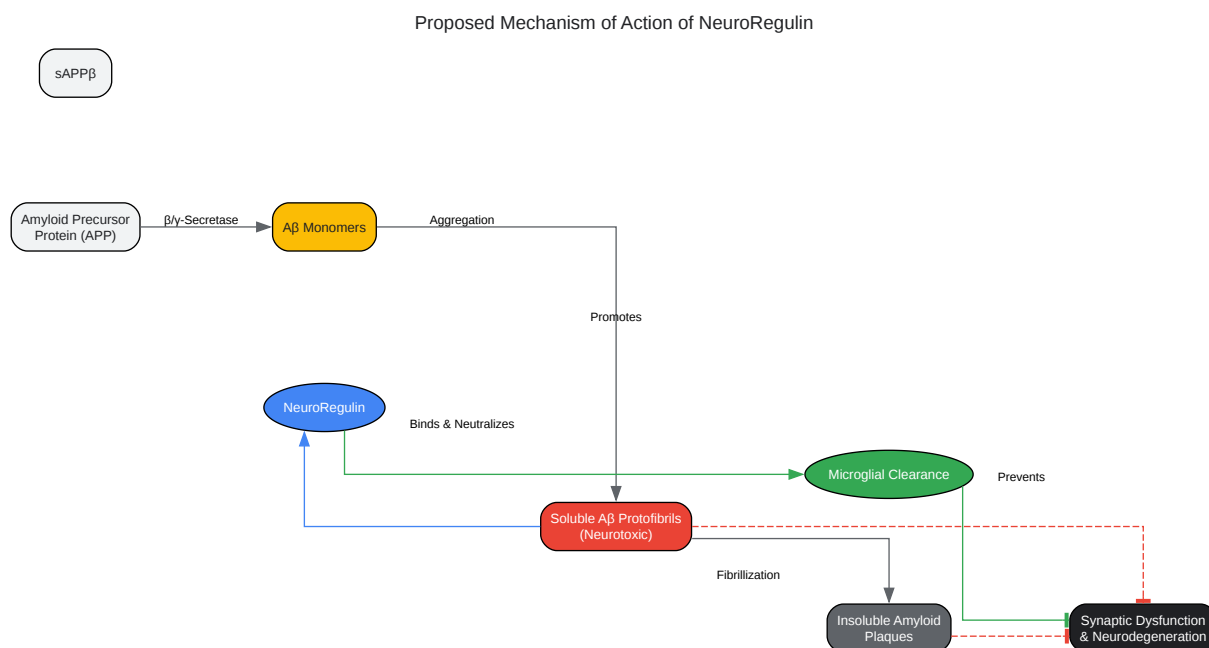 Proposed Mechanism of Action of NeuroRegulin
sAPPβ
Amyloid Precursor
Protein (APP)
β/γ-Secretase
Aβ Monomers
Aggregation
Promotes
NeuroRegulin
Binds & Neutralizes
Microglial Clearance
Prevents
Soluble Aβ Protofibrils
(Neurotoxic)
Fibrillization
Insoluble Amyloid
Plaques
Synaptic Dysfunction
& Neurodegeneration